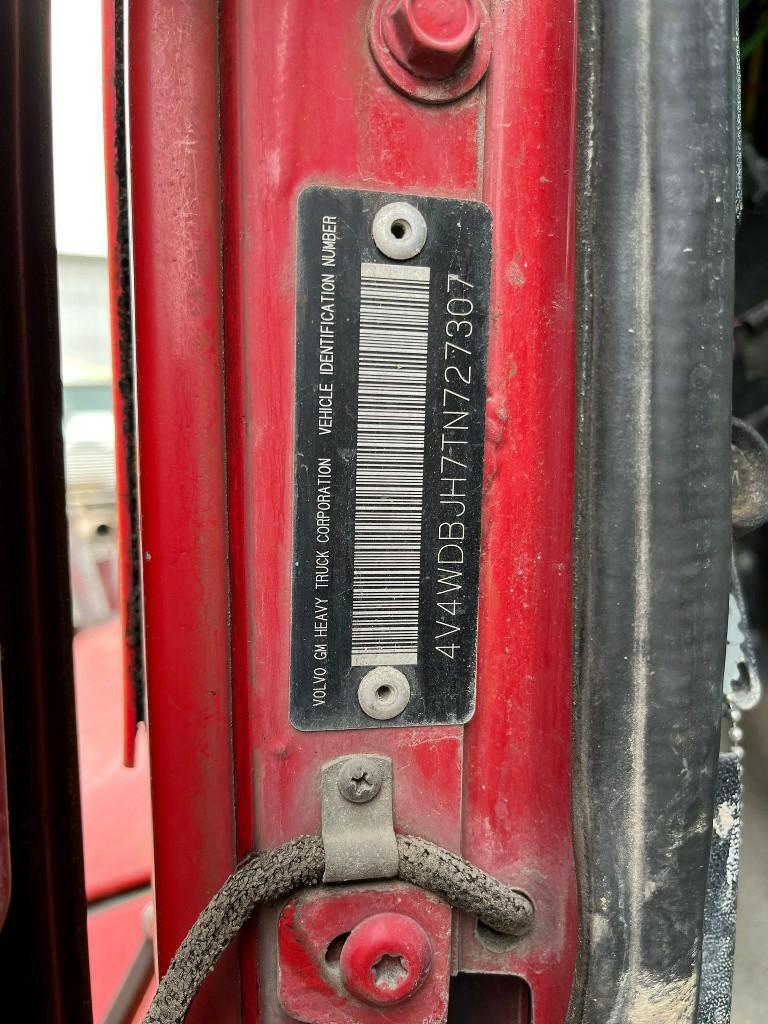 VOLVO GM HEAVY TRUCK CORPORATION VEHICLE IDENTIFICATION NUMBER
4V4WDBJH7TN727307